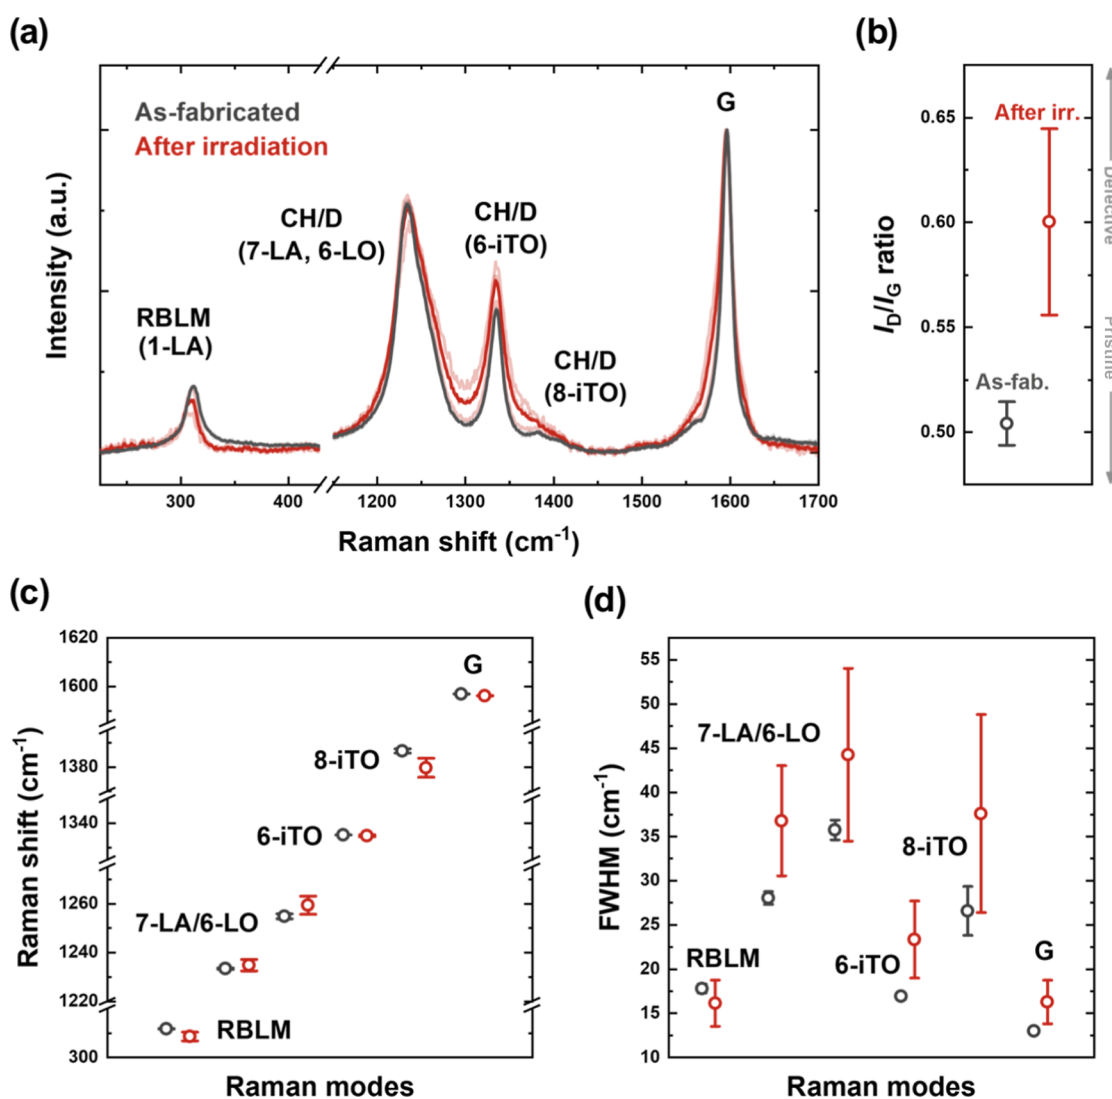 (a)
As-fabricated
After irradiation
G
CH/D
(7-LA, 6-LO)
CH/D
(6-iTO)
RBLM
(1-LA)
CH/D
(8-iTO)
Intensity (a.u.)
300
400
1200
1300
1400
1500
1600
1700
Raman shift (cm⁻¹)
(b)
After irr.
As-fab.
0.65
0.60
0.55
0.50
I_D/I_G ratio
Defective
Pristine
(c)
1620
1600
1380
1340
1260
1240
1220
300
G
8-iTO
6-iTO
7-LA/6-LO
RBLM
Raman shift (cm⁻¹)
Raman modes
(d)
55
50
45
40
35
30
25
20
15
10
7-LA/6-LO
8-iTO
RBLM
6-iTO
G
FWHM (cm⁻¹)
Raman modes